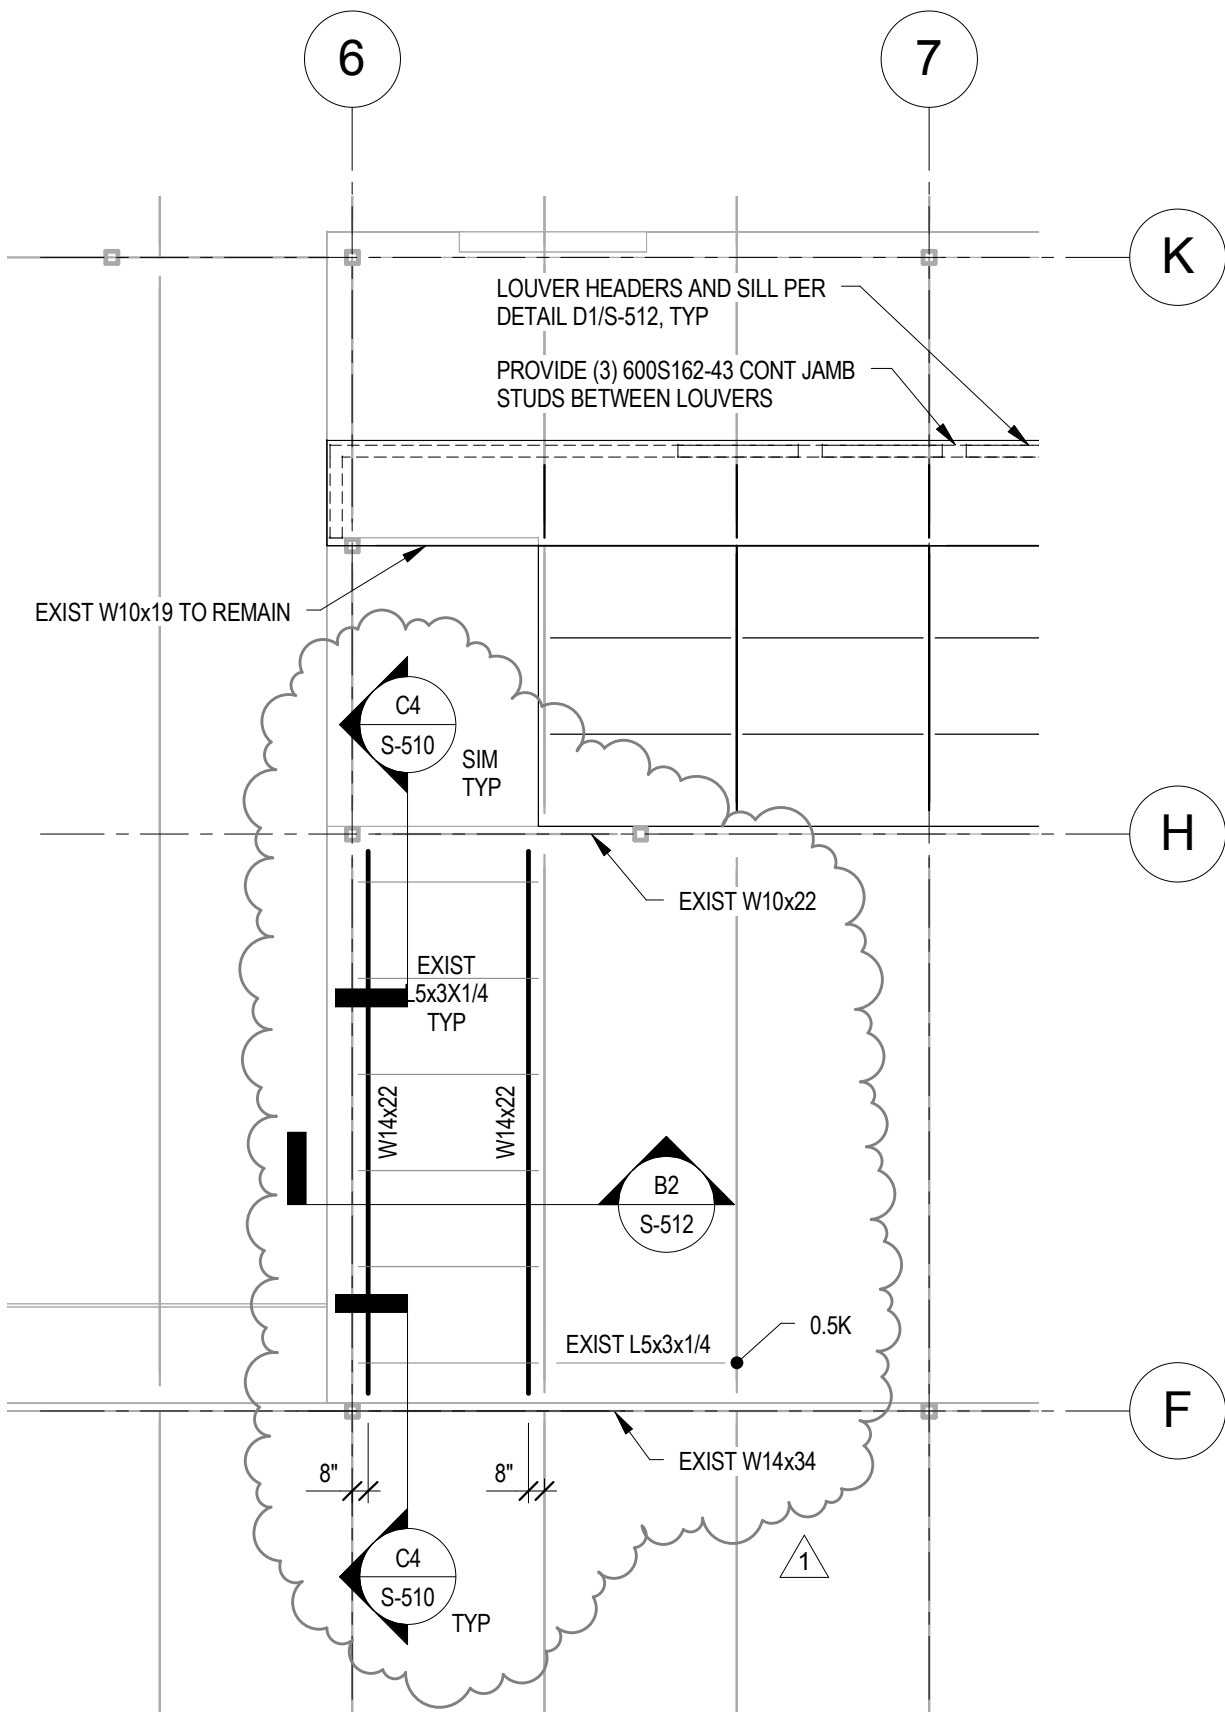 6
7
K
LOUVER HEADERS AND SILL PER
DETAIL D1/S-512, TYP
PROVIDE (3) 600S162-43 CONT JAMB
STUDS BETWEEN LOUVERS
EXIST W10x19 TO REMAIN
C4
S-510
SIM
TYP
H
EXIST W10x22
EXIST
L5x3X1/4
TYP
W14x22
W14x22
B2
S-512
EXIST L5x3x1/4
0.5K
F
EXIST W14x34
8"
8"
1
C4
S-510
TYP